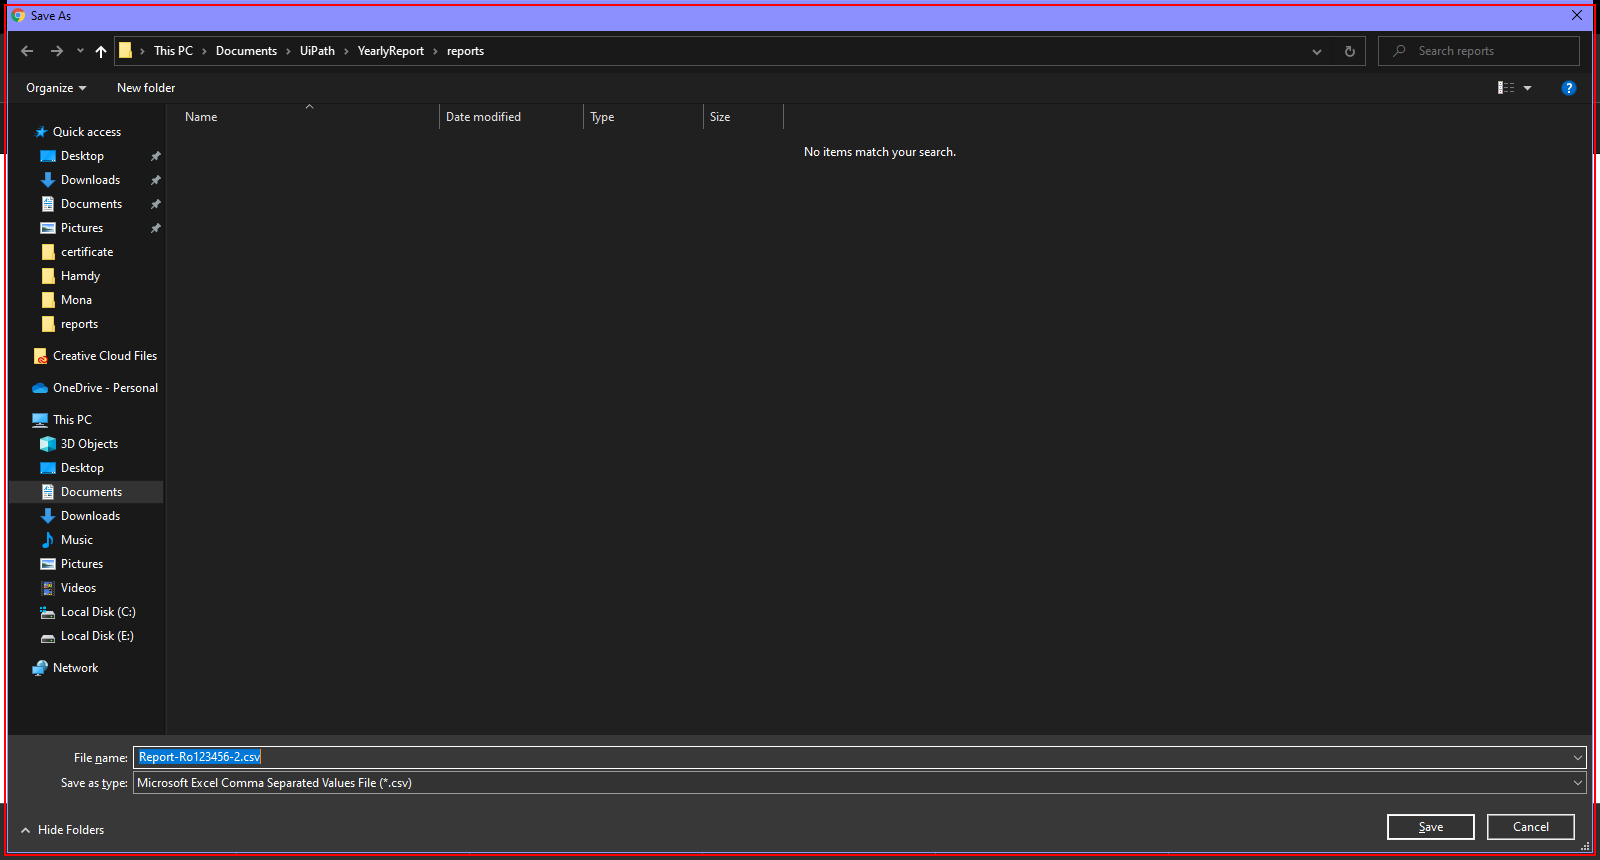 Save As
This PC > Documents > UiPath > YearlyReport > reports
Search reports
Organize
New folder
?
Name
Date modified
Type
Size
No items match your search.
Quick access
Desktop
Downloads
Documents
Pictures
certificate
Hamdy
Mona
reports
Creative Cloud Files
OneDrive - Personal
This PC
3D Objects
Desktop
Documents
Downloads
Music
Pictures
Videos
Local Disk (C:)
Local Disk (E:)
Network
File name: Report-Ro123456-2.csv
Save as type: Microsoft Excel Comma Separated Values File (*.csv)
Hide Folders
Save
Cancel